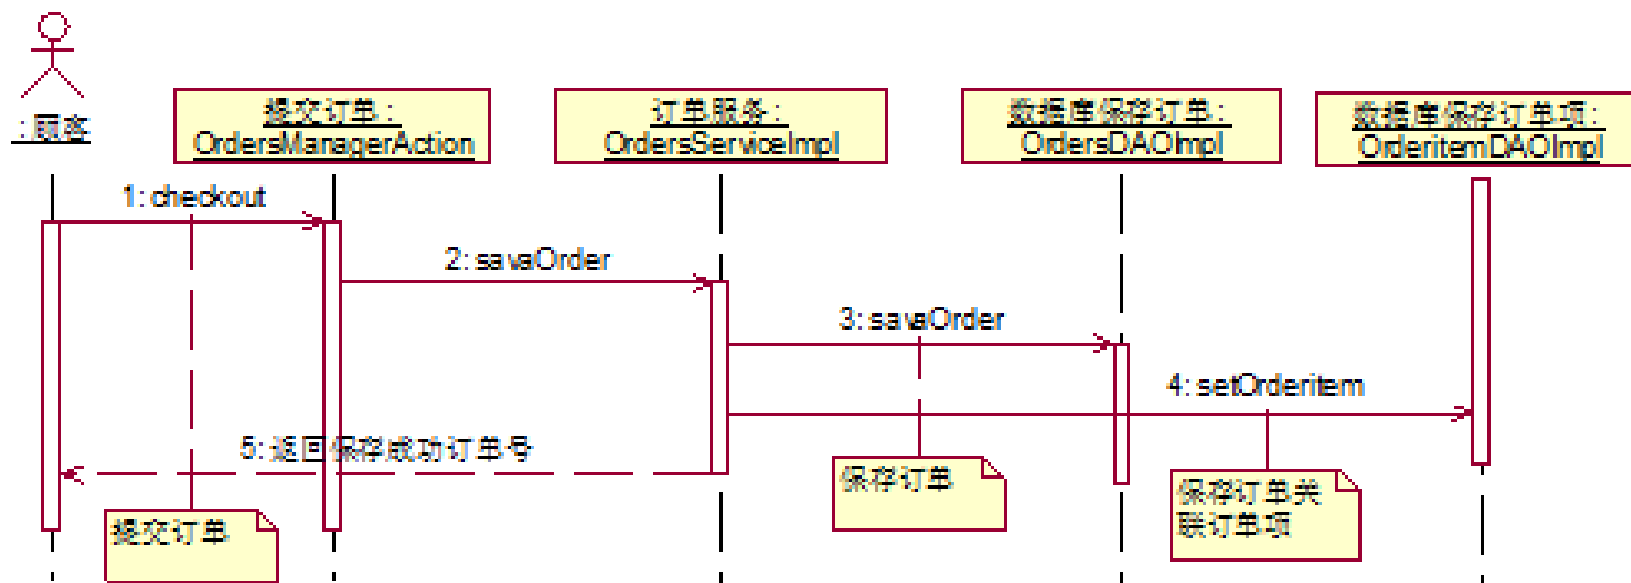 : 顾客
提交订单 :
OrdersManagerAction
订单服务 :
OrdersServiceImpl
数据库保存订单 :
OrdersDAOImpl
数据库保存订单项 :
OrderitemDAOImpl
1: checkout
2: savaOrder
3: savaOrder
4: setOrderitem
5: 返回保存成功订单号
保存订单
保存订单关
联订单项
提交订单